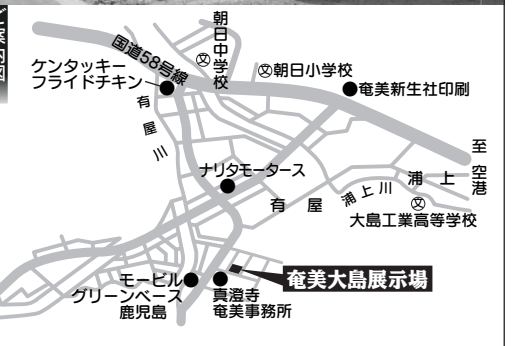 ご案内図
朝日中学校
国道58号線
ケンタッキー
フライドチキン
朝日小学校
奄美新生社印刷
有屋川
至 空港
ナリタモータース
浦上
浦上川
有屋
大島工業高等学校
奄美大島展示場
モービル
グリーンベース
鹿児島
真澄寺
奄美事務所